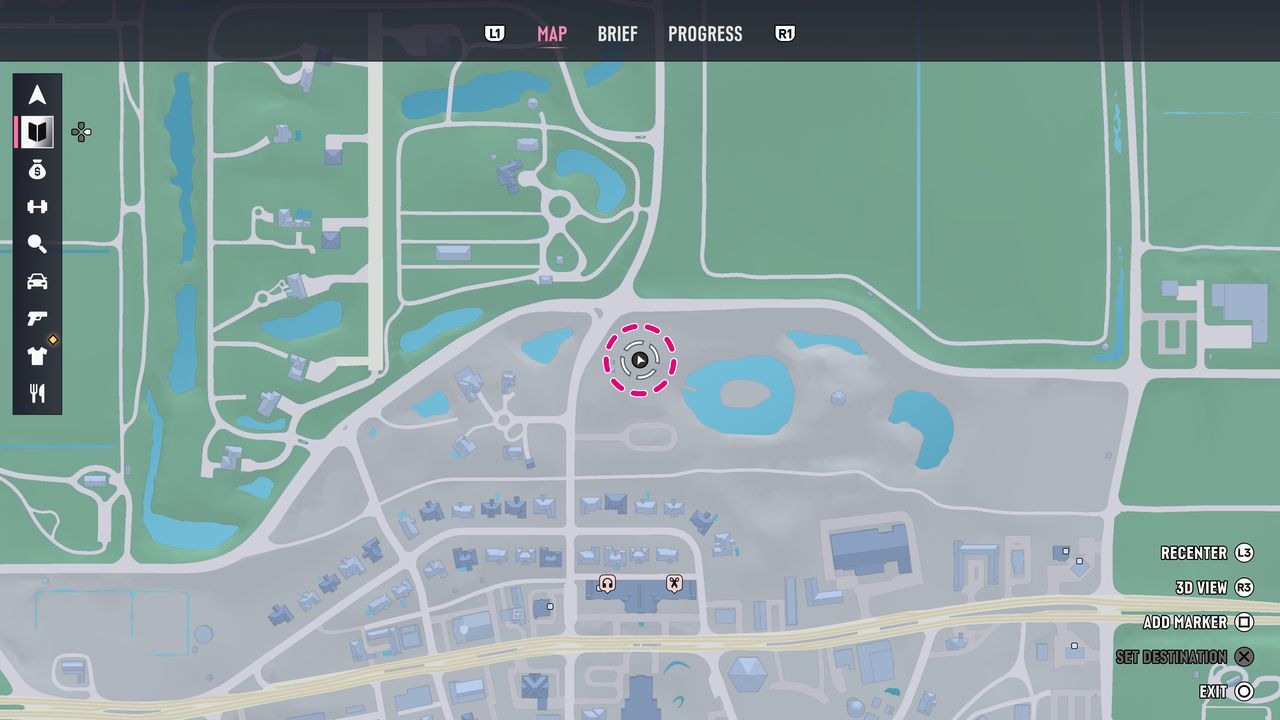 L1 MAP BRIEF PROGRESS R1
RECENTER L3
3D VIEW R3
ADD MARKER
SET DESTINATION
EXIT